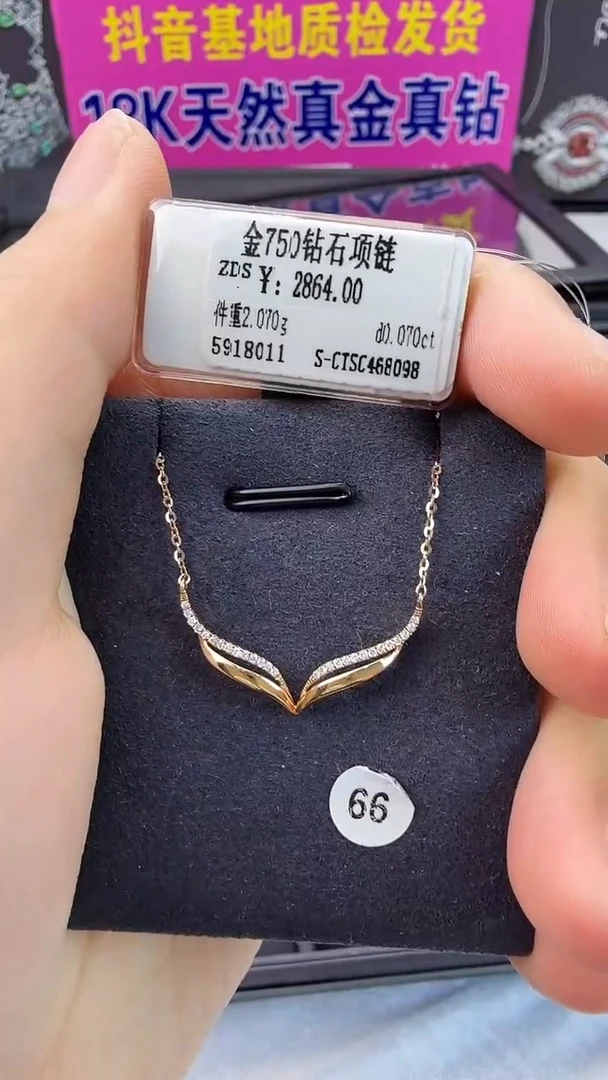 抖音基地质检发货
18K天然真金真钻
金750钻石项链
ZDS ¥: 2864.00
件重2.070g
d0.070ct
5918011 S-CTSC468098
66